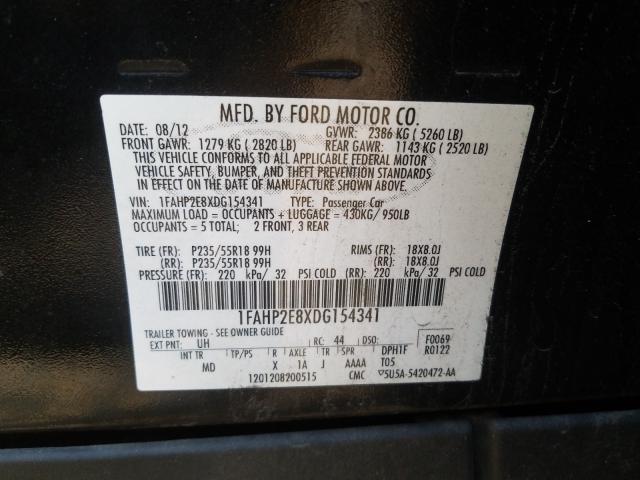 MFD. BY FORD MOTOR CO.
DATE: 08/12 GVWR: 2386 KG ( 5260 LB)
FRONT GAWR: 1279 KG ( 2820 LB) REAR GAWR: 1143 KG ( 2520 LB)
THIS VEHICLE CONFORMS TO ALL APPLICABLE FEDERAL MOTOR
VEHICLE SAFETY, BUMPER, AND THEFT PREVENTION STANDARDS
IN EFFECT ON THE DATE OF MANUFACTURE SHOWN ABOVE.
VIN: 1FAHP2E8XDG154341 TYPE: Passenger Car
MAXIMUM LOAD = OCCUPANTS + LUGGAGE = 430KG/ 950LB
OCCUPANTS = 5 TOTAL; 2 FRONT, 3 REAR
TIRE (FR): P235/55R18 99H RIMS (FR): 18X8.0J
(RR): P235/55R18 99H (RR): 18X8.0J
PRESSURE (FR): 220 kPa/ 32 PSI COLD (RR): 220 kPa/ 32 PSI COLD
1FAHP2E8XDG154341
TRAILER TOWING - SEE OWNER GUIDE
EXT PNT: UH RC: 44 DSO: F0069
INT TR TP/PS R AXLE TR SPR DPH1F R0122
MD X 1A J AAAA T05
1201208200515 CMC 5U5A-5420472-AA